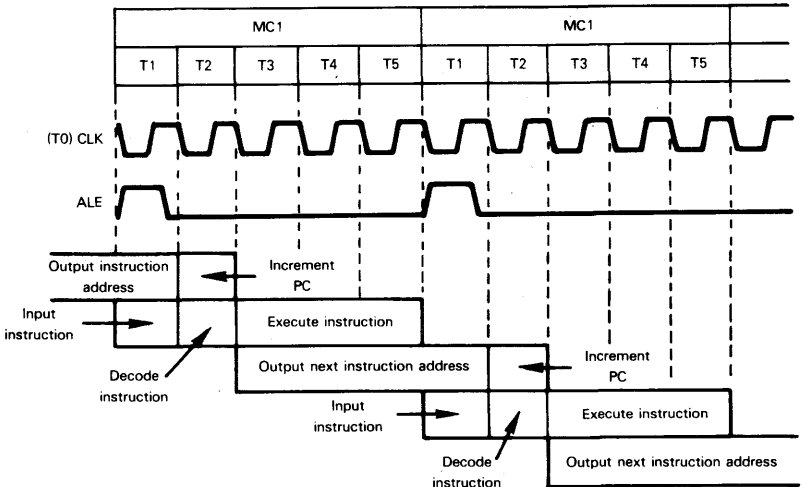 MC1 MC1
T1 T2 T3 T4 T5 T1 T2 T3 T4 T5
(T0) CLK
ALE
Output instruction
address
Increment
PC
Input
instruction
Execute instruction
Decode
instruction
Output next instruction address
Increment
PC
Input
instruction
Execute instruction
Decode
instruction
Output next instruction address